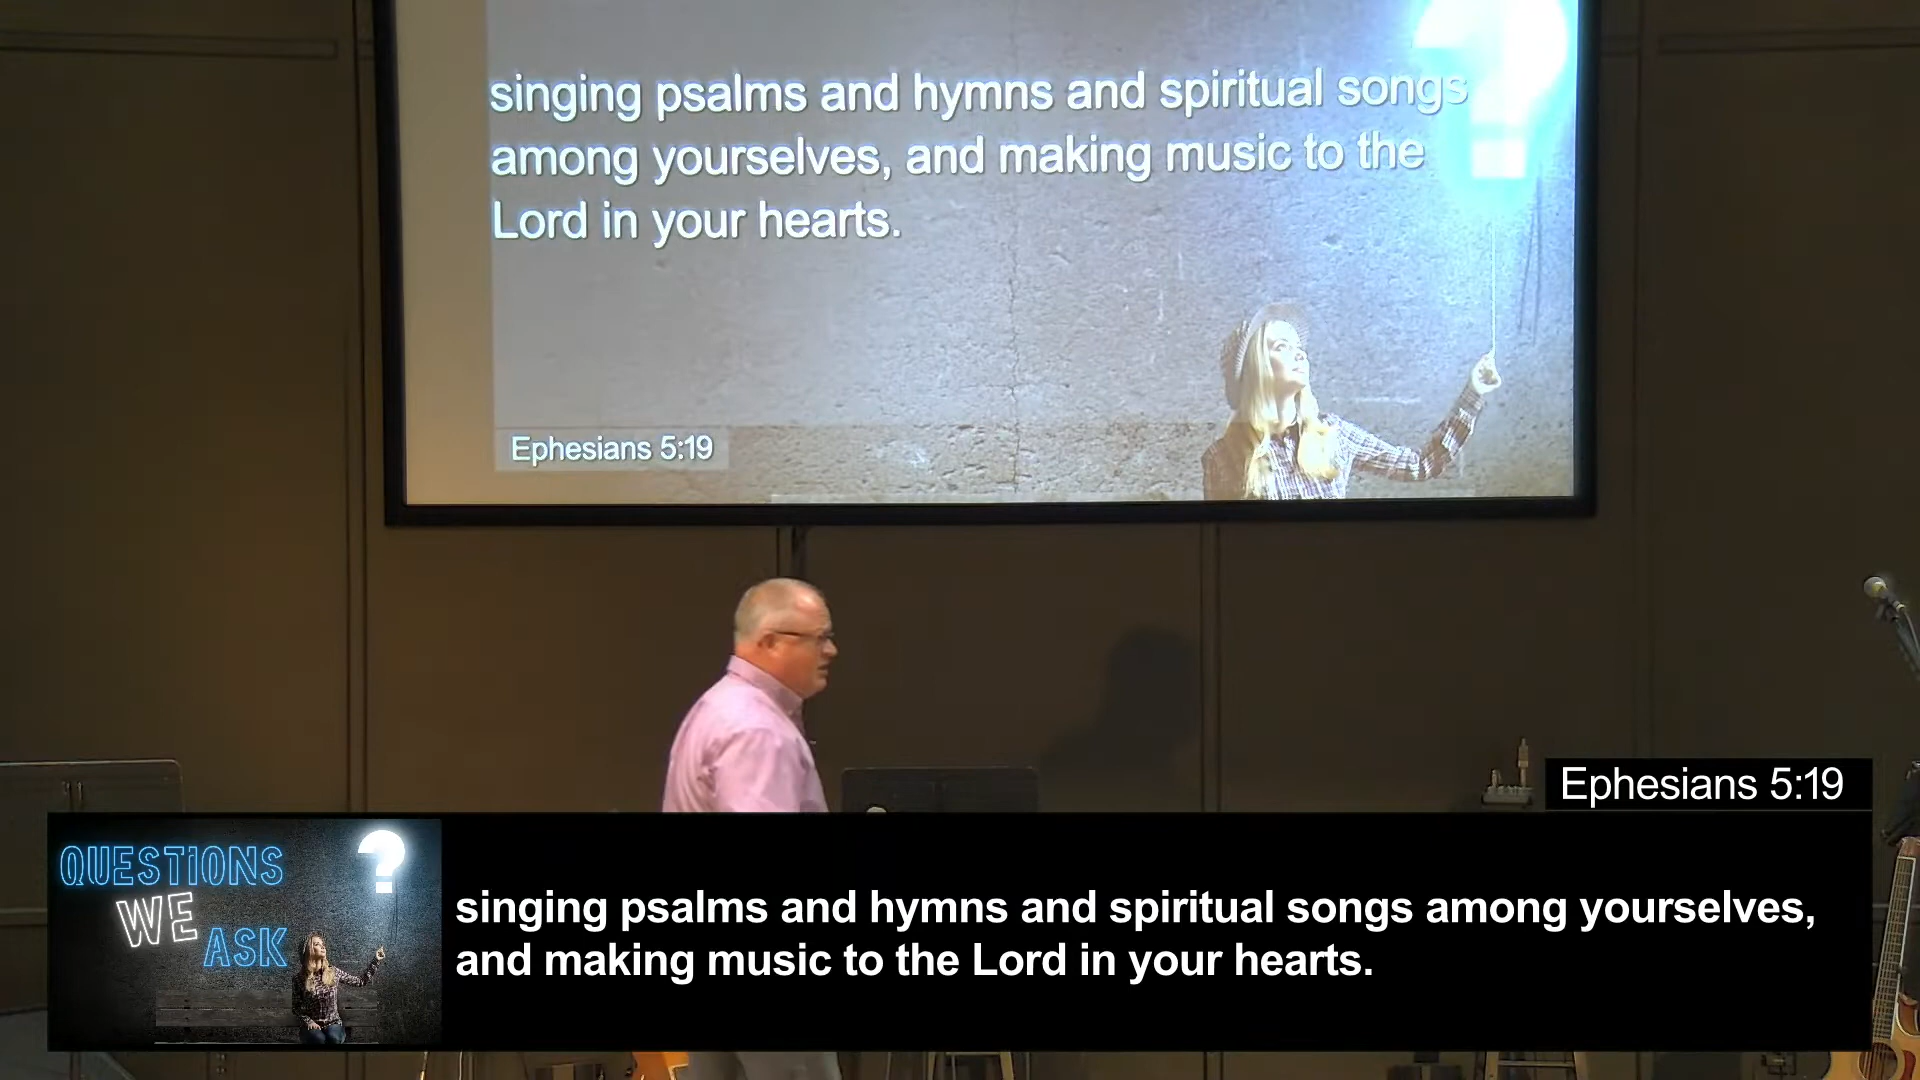 singing psalms and hymns and spiritual songs
among yourselves, and making music to the
Lord in your hearts.
Ephesians 5:19
Ephesians 5:19
QUESTIONS
WE
ASK
?
singing psalms and hymns and spiritual songs among yourselves,
and making music to the Lord in your hearts.